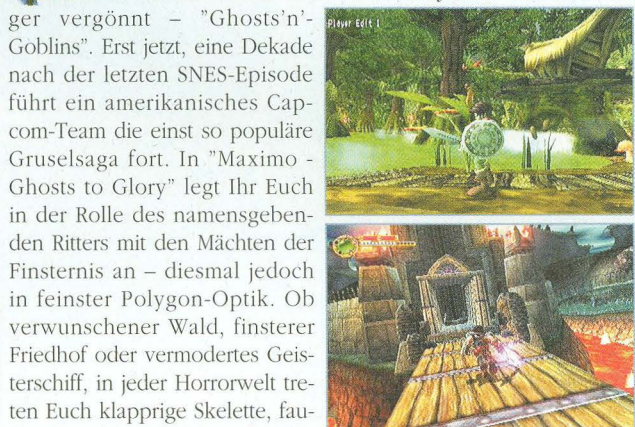 ger vergönnt – "Ghosts'n'-
Goblins". Erst jetzt, eine Dekade
nach der letzten SNES-Episode
führt ein amerikanisches Cap-
com-Team die einst so populäre
Gruselsaga fort. In "Maximo -
Ghosts to Glory" legt Ihr Euch
in der Rolle des namensgeben-
den Ritters mit den Mächten der
Finsternis an – diesmal jedoch
in feinster Polygon-Optik. Ob
verwunschener Wald, finsterer
Friedhof oder vermodertes Geis-
terschiff, in jeder Horrorwelt tre-
ten Euch klapprige Skelette, fau-
Player Edit 1